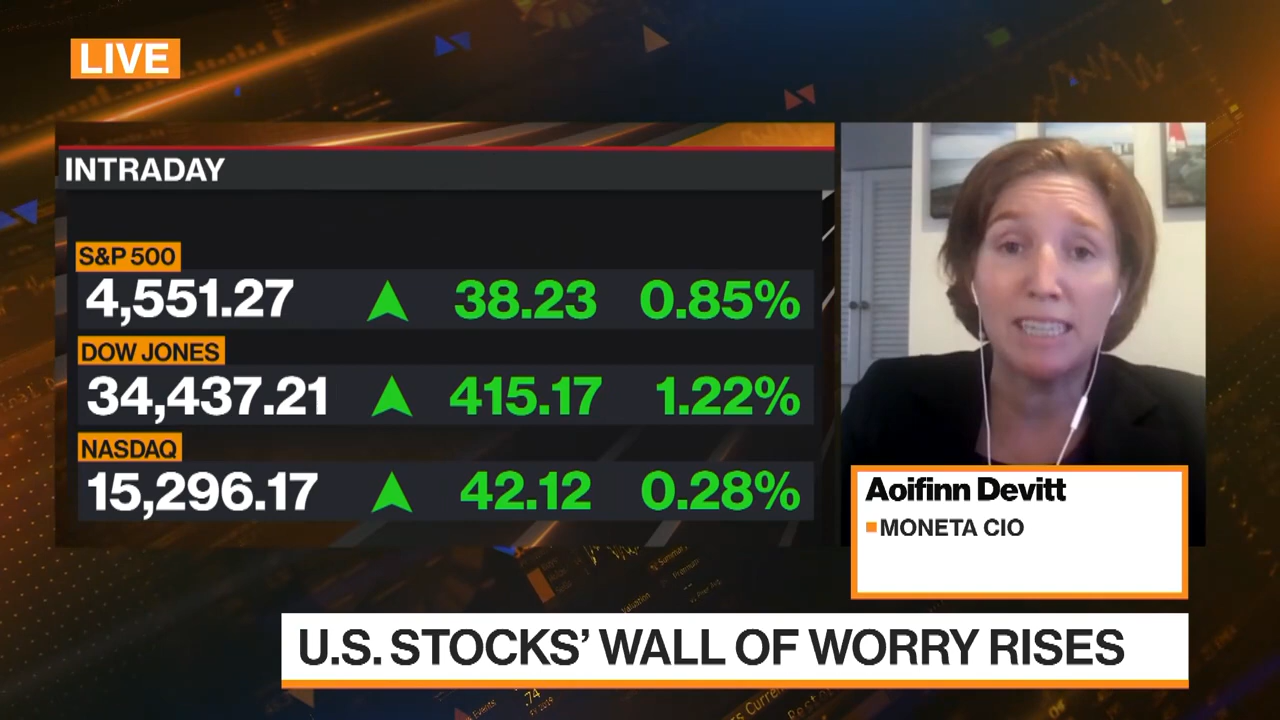 LIVE
INTRADAY
S&P 500
4,551.27 38.23 0.85%
DOW JONES
34,437.21 415.17 1.22%
NASDAQ
15,296.17 42.12 0.28%
Aoifinn Devitt
MONETA CIO
U.S. STOCKS' WALL OF WORRY RISES